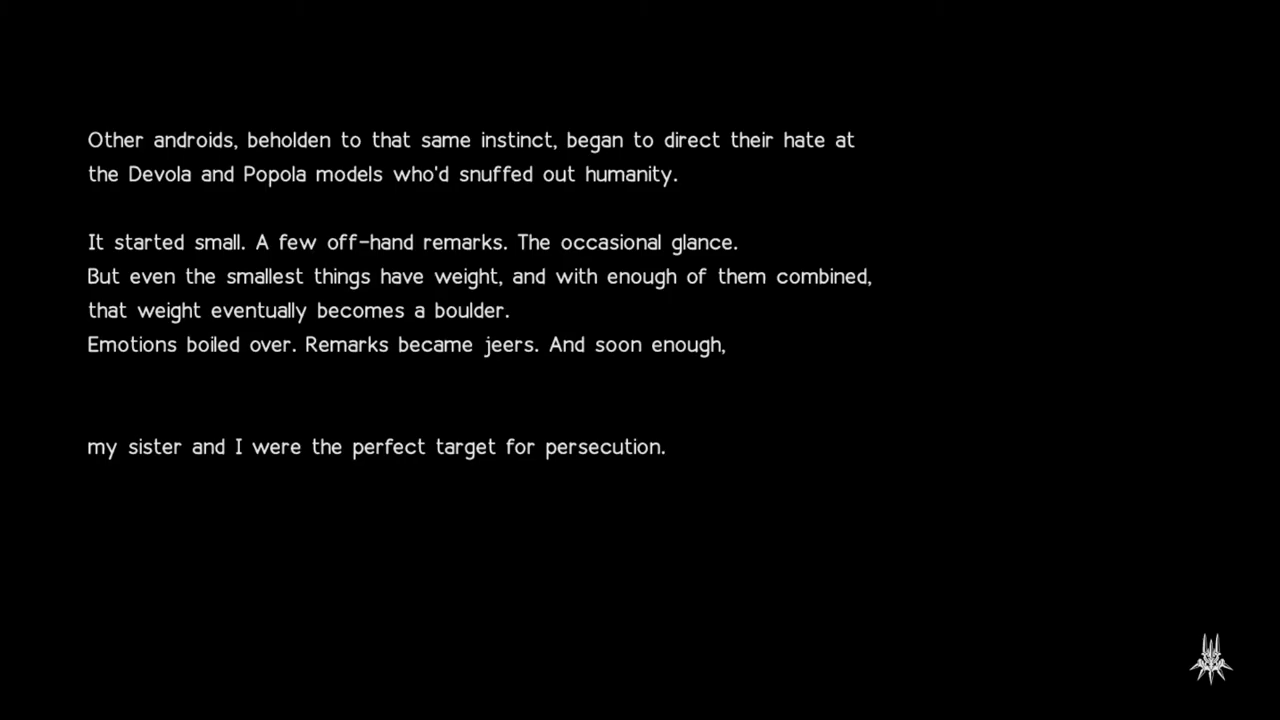 Other androids, beholden to that same instinct, began to direct their hate at
the Devola and Popola models who'd snuffed out humanity.
It started small. A few off-hand remarks. The occasional glance.
But even the smallest things have weight, and with enough of them combined,
that weight eventually becomes a boulder.
Emotions boiled over. Remarks became jeers. And soon enough,
my sister and I were the perfect target for persecution.